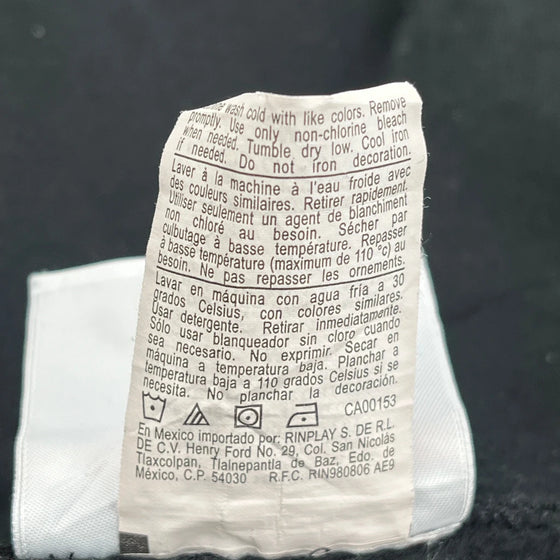 wash cold with like colors. Remove
promptly. Use only non-chlorine bleach
when needed. Tumble dry low. Cool iron
if needed. Do not iron decoration.
Laver à la machine à l'eau froide avec
des couleurs similaires. Retirer rapidement.
Utiliser seulement un agent de blanchiment
non chloré au besoin. Sécher par
culbutage à basse température. Repasser
à basse température (maximum de 110 °c) au
besoin. Ne pas repasser les ornements.
Lavar en máquina con agua fría a 30
grados Celsius, con colores similares.
Usar detergente. Retirar inmediatamente.
Sólo usar blanqueador sin cloro cuando
sea necesario. No exprimir. Secar en
máquina a temperatura baja. Planchar a
temperatura baja a 110 grados Celsius si se
necesita. No planchar la decoración.
CA00153
En Mexico importado por: RINPLAY S. DE R.L.
DE C.V. Henry Ford No. 29, Col. San Nicolás
Tlaxcolpan, Tlalnepantla de Baz, Edo. de
México, C.P. 54030 R.F.C. RIN980806 AE9